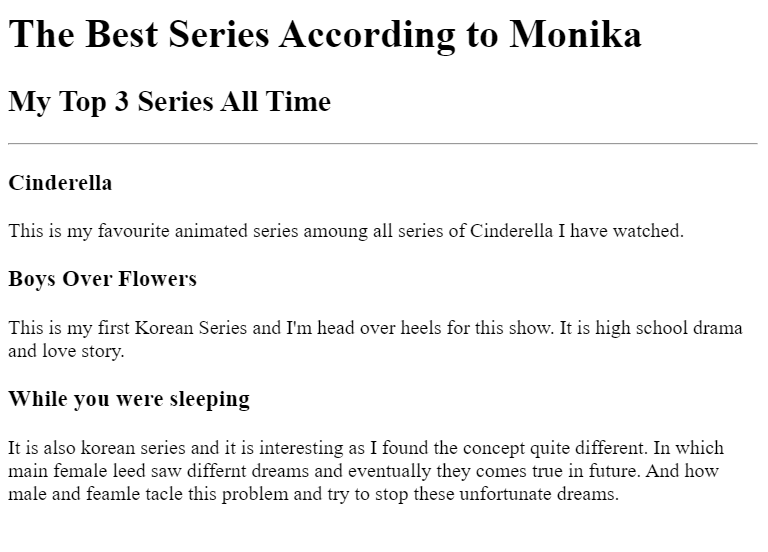 The Best Series According to Monika
My Top 3 Series All Time
Cinderella
This is my favourite animated series amoung all series of Cinderella I have watched.
Boys Over Flowers
This is my first Korean Series and I'm head over heels for this show. It is high school drama
and love story.
While you were sleeping
It is also korean series and it is interesting as I found the concept quite different. In which
main female leed saw differnt dreams and eventually they comes true in future. And how
male and feamle tacle this problem and try to stop these unfortunate dreams.